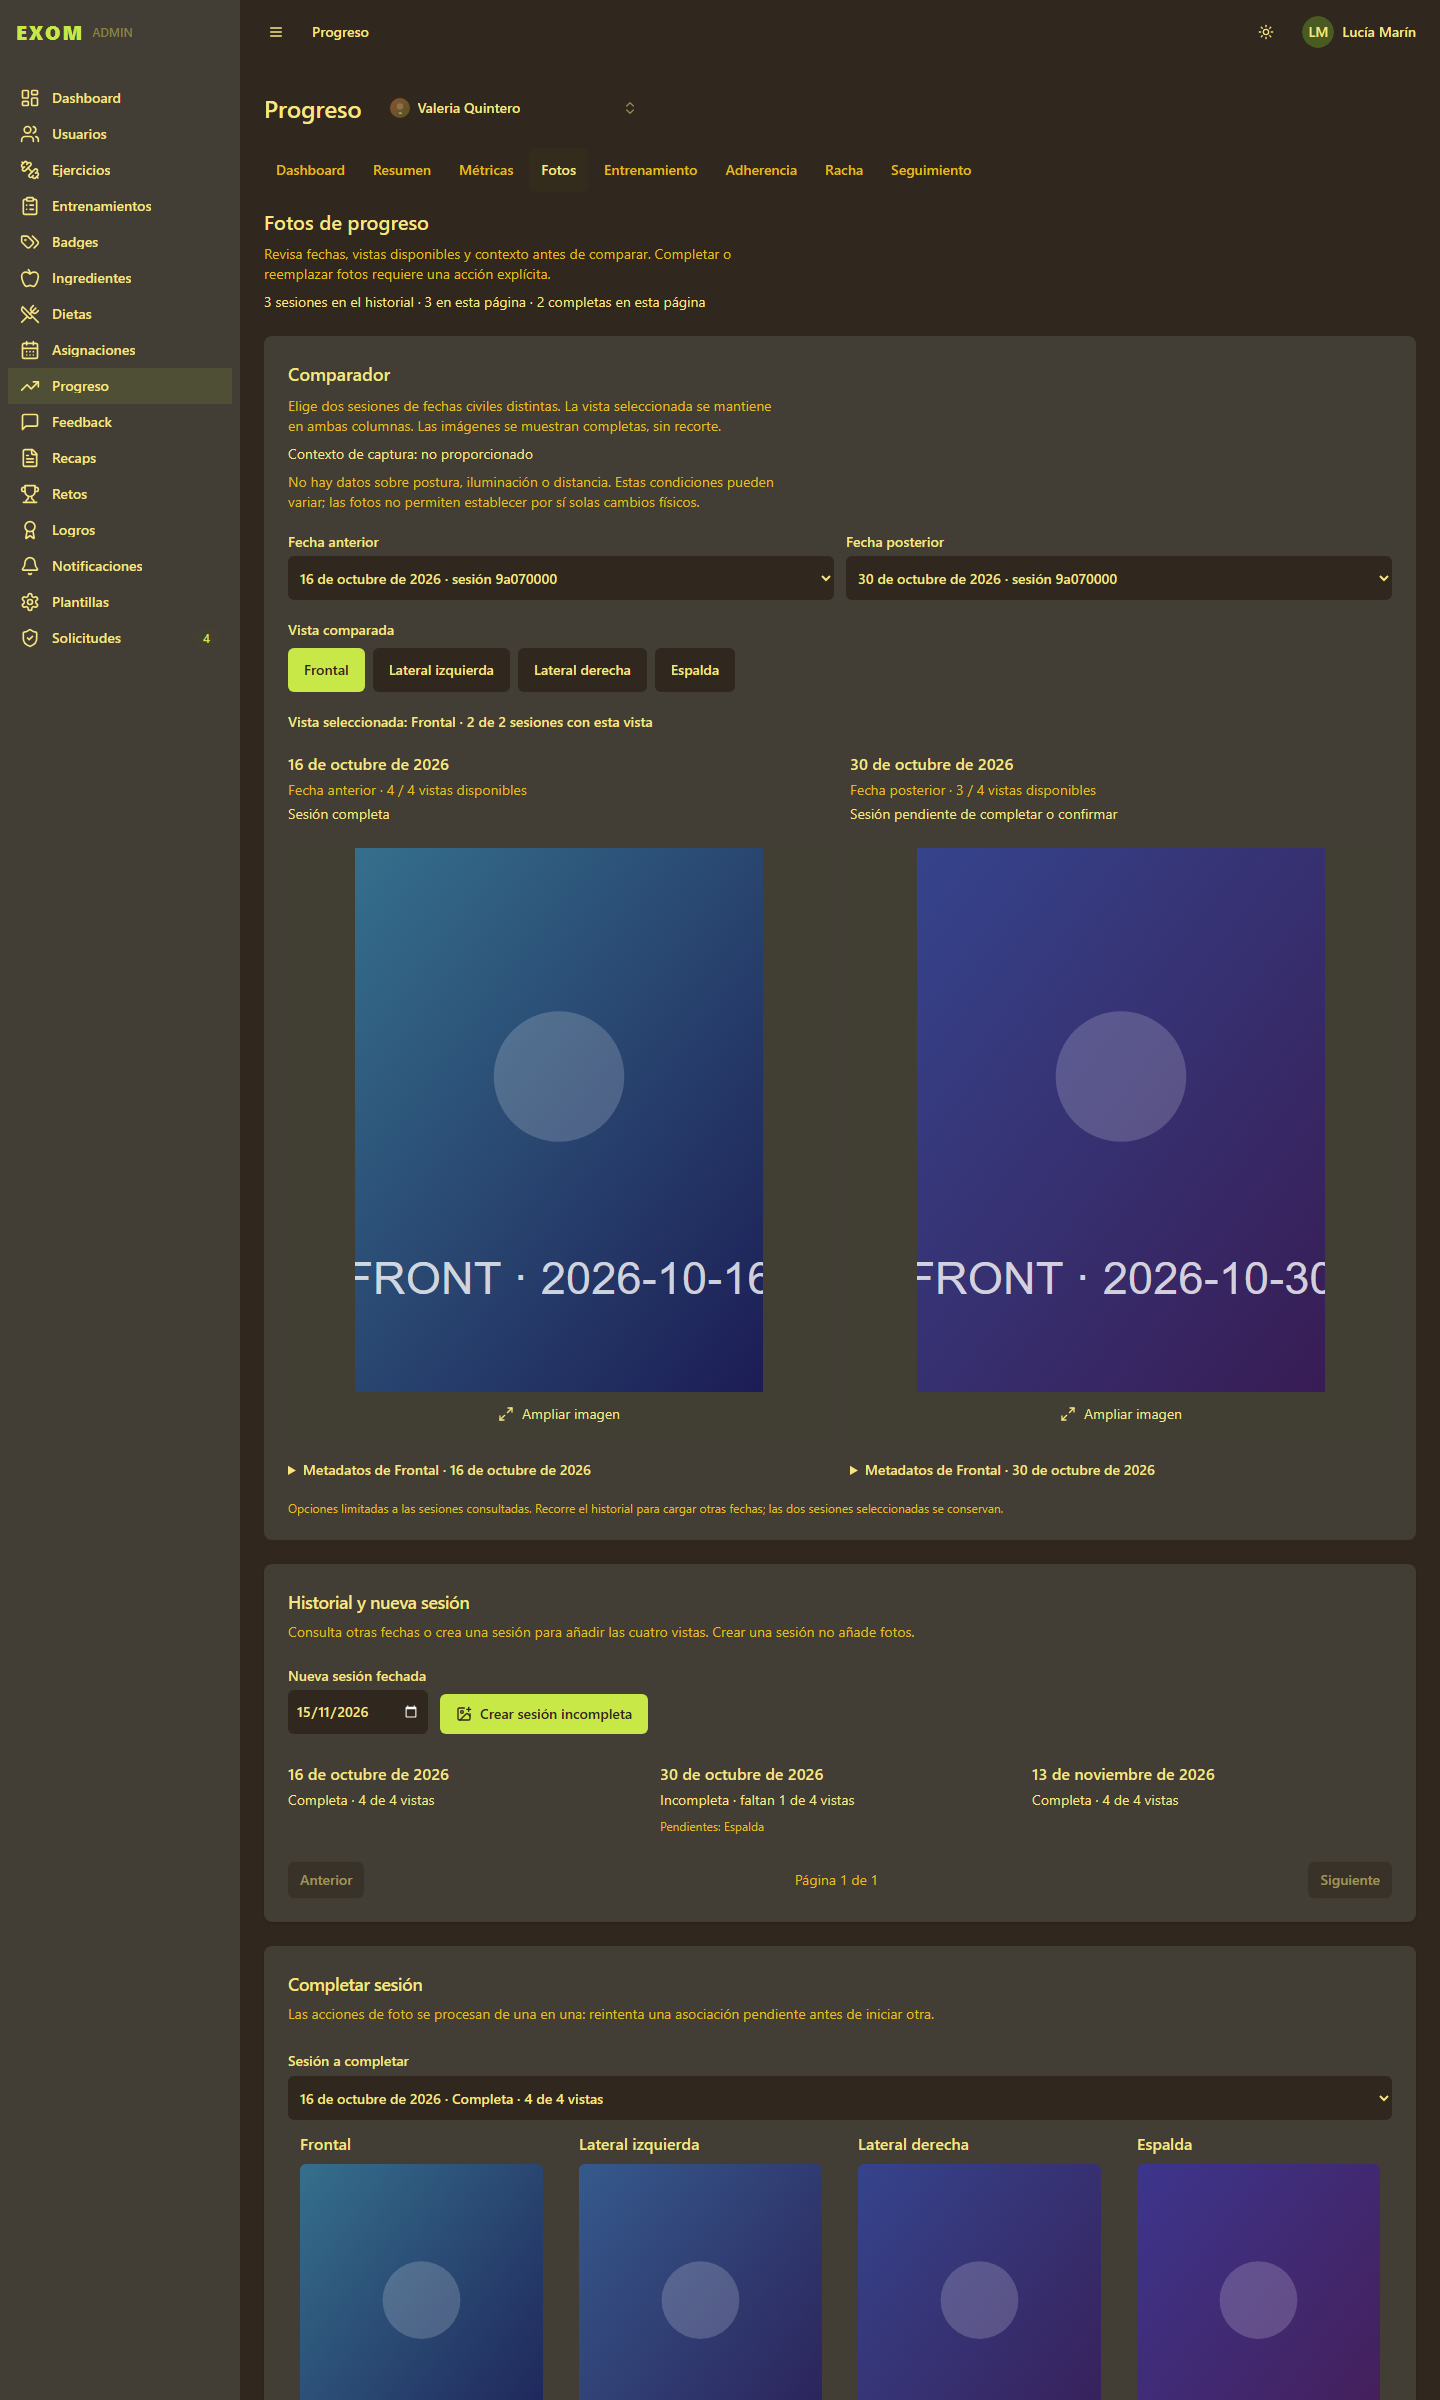 EXOM ADMIN
Progreso
LM Lucía Marín
Dashboard
Usuarios
Ejercicios
Entrenamientos
Badges
Ingredientes
Dietas
Asignaciones
Progreso
Feedback
Recaps
Retos
Logros
Notificaciones
Plantillas
Solicitudes 4
Progreso Valeria Quintero
Dashboard Resumen Métricas Fotos Entrenamiento Adherencia Racha Seguimiento
Fotos de progreso
Revisa fechas, vistas disponibles y contexto antes de comparar. Completar o
reemplazar fotos requiere una acción explícita.
3 sesiones en el historial · 3 en esta página · 2 completas en esta página
Comparador
Elige dos sesiones de fechas civiles distintas. La vista seleccionada se mantiene
en ambas columnas. Las imágenes se muestran completas, sin recorte.
Contexto de captura: no proporcionado
No hay datos sobre postura, iluminación o distancia. Estas condiciones pueden
variar; las fotos no permiten establecer por sí solas cambios físicos.
Fecha anterior Fecha posterior
16 de octubre de 2026 · sesión 9a070000 30 de octubre de 2026 · sesión 9a070000
Vista comparada
Frontal Lateral izquierda Lateral derecha Espalda
Vista seleccionada: Frontal · 2 de 2 sesiones con esta vista
16 de octubre de 2026 30 de octubre de 2026
Fecha anterior · 4 / 4 vistas disponibles Fecha posterior · 3 / 4 vistas disponibles
Sesión completa Sesión pendiente de completar o confirmar
FRONT · 2026-10-16 FRONT · 2026-10-30
Ampliar imagen Ampliar imagen
Metadatos de Frontal · 16 de octubre de 2026 Metadatos de Frontal · 30 de octubre de 2026
Opciones limitadas a las sesiones consultadas. Recorre el historial para cargar otras fechas; las dos sesiones seleccionadas se conservan.
Historial y nueva sesión
Consulta otras fechas o crea una sesión para añadir las cuatro vistas. Crear una sesión no añade fotos.
Nueva sesión fechada
15/11/2026 Crear sesión incompleta
16 de octubre de 2026 30 de octubre de 2026 13 de noviembre de 2026
Completa · 4 de 4 vistas Incompleta · faltan 1 de 4 vistas Completa · 4 de 4 vistas
Pendientes: Espalda
Anterior Página 1 de 1 Siguiente
Completar sesión
Las acciones de foto se procesan de una en una: reintenta una asociación pendiente antes de iniciar otra.
Sesión a completar
16 de octubre de 2026 · Completa · 4 de 4 vistas
Frontal Lateral izquierda Lateral derecha Espalda